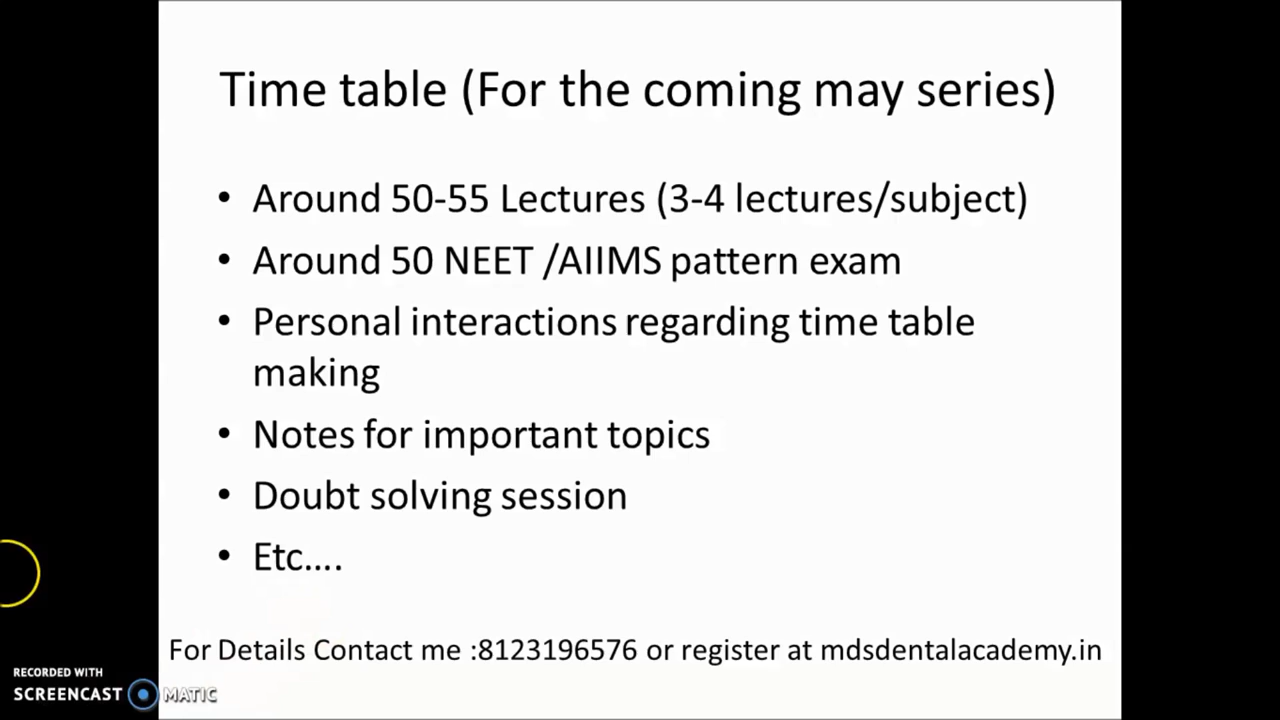 Time table (For the coming may series)
• Around 50-55 Lectures (3-4 lectures/subject)
• Around 50 NEET /AIIMS pattern exam
• Personal interactions regarding time table
making
• Notes for important topics
• Doubt solving session
• Etc....
For Details Contact me :8123196576 or register at mdsdentalacademy.in
RECORDED WITH
SCREENCAST MATIC